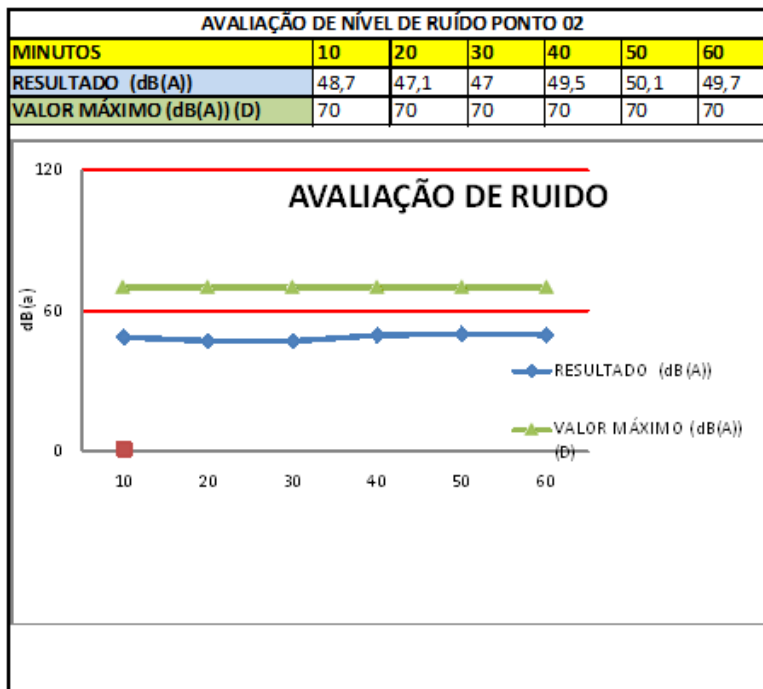 AVALIAÇÃO DE NÍVEL DE RUÍDO PONTO 02
MINUTOS 10 20 30 40 50 60
RESULTADO (dB(A)) 48,7 47,1 47 49,5 50,1 49,7
VALOR MÁXIMO (dB(A)) (D) 70 70 70 70 70 70
AVALIAÇÃO DE RUIDO
120
60
0
dB(a)
RESULTADO (dB(A))
VALOR MÁXIMO (dB(A))
(D)
10 20 30 40 50 60